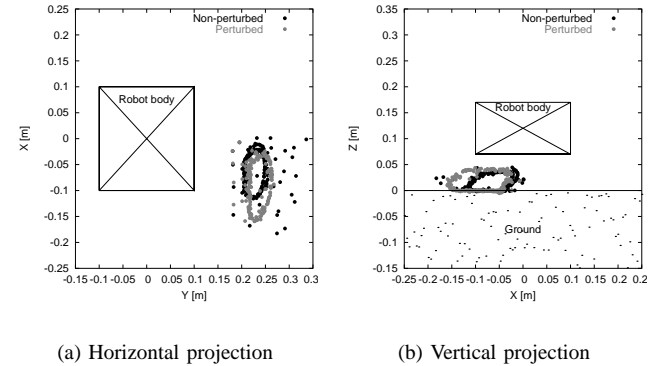 0.25
0.2
0.15
0.1
0.05
0
-0.05
-0.1
-0.15
-0.2
-0.25
X [m]
-0.15 -0.1 -0.05 0 0.05 0.1 0.15 0.2 0.25 0.3
Y [m]
Non-perturbed
Perturbed
Robot body
(a) Horizontal projection
0.35
0.3
0.25
0.2
0.15
0.1
0.05
0
-0.05
-0.1
-0.15
Z [m]
-0.25 -0.2 -0.15 -0.1 -0.05 0 0.05 0.1 0.15 0.2 0.2
X [m]
Non-perturbed
Perturbed
Robot body
Ground
(b) Vertical projection